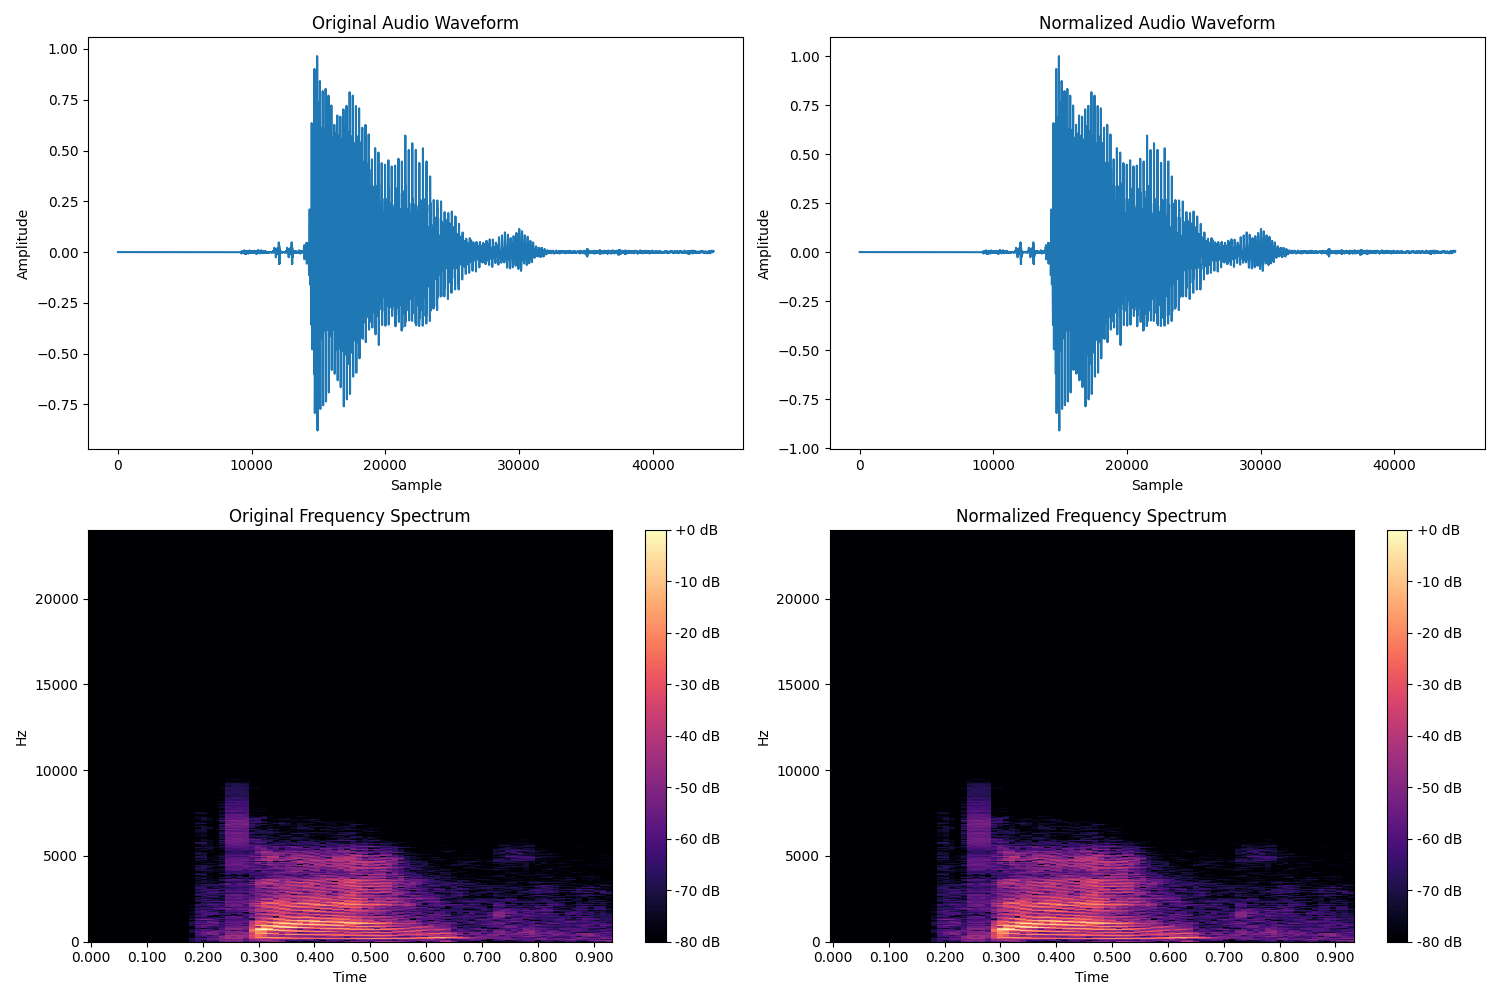 Original Audio Waveform
Normalized Audio Waveform
Amplitude
1.00
0.75
0.50
0.25
0.00
−0.25
−0.50
−0.75
0 10000 20000 30000 40000
Sample
Amplitude
1.00
0.75
0.50
0.25
0.00
−0.25
−0.50
−0.75
−1.00
0 10000 20000 30000 40000
Sample
Original Frequency Spectrum
Hz
20000
15000
10000
5000
0
0.000 0.100 0.200 0.300 0.400 0.500 0.600 0.700 0.800 0.900
Time
+0 dB
-10 dB
-20 dB
-30 dB
-40 dB
-50 dB
-60 dB
-70 dB
-80 dB
Normalized Frequency Spectrum
Hz
20000
15000
10000
5000
0
0.000 0.100 0.200 0.300 0.400 0.500 0.600 0.700 0.800 0.900
Time
+0 dB
-10 dB
-20 dB
-30 dB
-40 dB
-50 dB
-60 dB
-70 dB
-80 dB